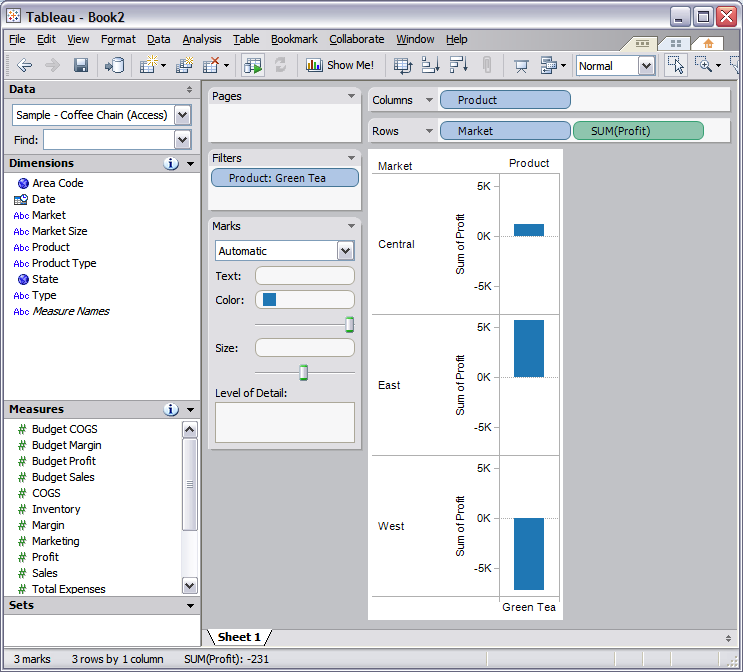 Tableau - Book2
File Edit View Format Data Analysis Table Bookmark Collaborate Window Help
Show Me! Normal
Data
Sample - Coffee Chain (Access)
Find:
Dimensions
Area Code
Date
Abc Market
Abc Market Size
Abc Product
Abc Product Type
State
Abc Type
Abc Measure Names
Measures
# Budget COGS
# Budget Margin
# Budget Profit
# Budget Sales
# COGS
# Inventory
# Margin
# Marketing
# Profit
# Sales
# Total Expenses
Sets
Pages
Filters
Product: Green Tea
Marks
Automatic
Text:
Color:
Size:
Level of Detail:
Columns Product
Rows Market SUM(Profit)
Market Product
Central
Sum of Profit
5K
0K
-5K
East
Sum of Profit
5K
0K
-5K
West
Sum of Profit
5K
0K
-5K
Green Tea
Sheet 1
3 marks 3 rows by 1 column SUM(Profit): -231